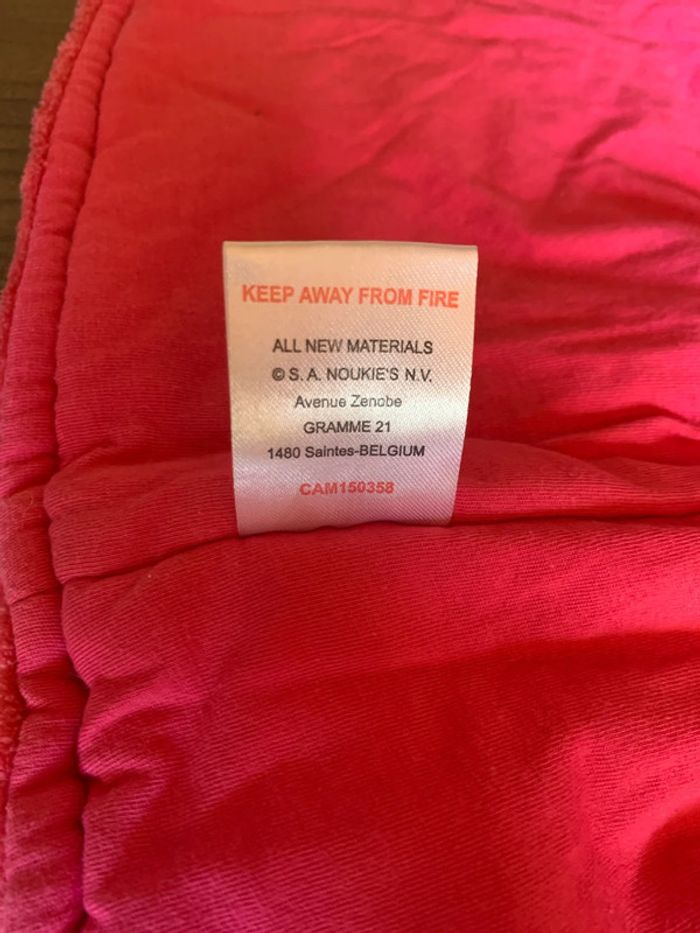 KEEP AWAY FROM FIRE
ALL NEW MATERIALS
© S. A. NOUKIE'S N.V.
Avenue Zenobe
GRAMME 21
1480 Saintes-BELGIUM
CAM150358